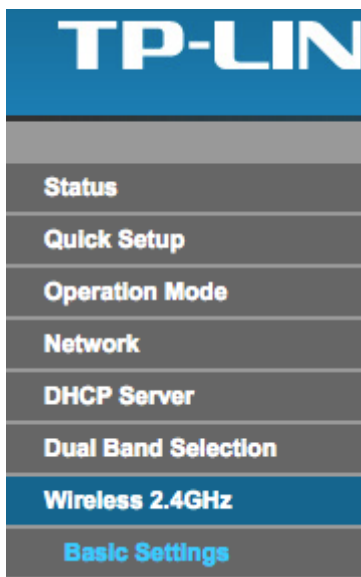 TP-LIN
Status
Quick Setup
Operation Mode
Network
DHCP Server
Dual Band Selection
Wireless 2.4GHz
Basic Settings